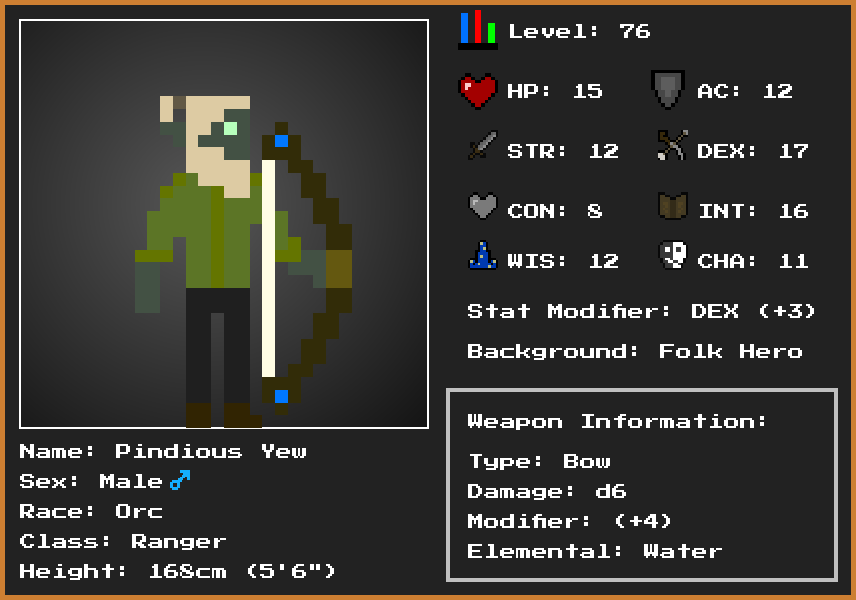 Level: 76
HP: 15 AC: 12
STR: 12 DEX: 17
CON: 8 INT: 16
WIS: 12 CHA: 11
Stat Modifier: DEX (+3)
Background: Folk Hero
Weapon Information:
Type: Bow
Damage: d6
Modifier: (+4)
Elemental: Water
Name: Pindious Yew
Sex: Male♂
Race: Orc
Class: Ranger
Height: 168cm (5'6")